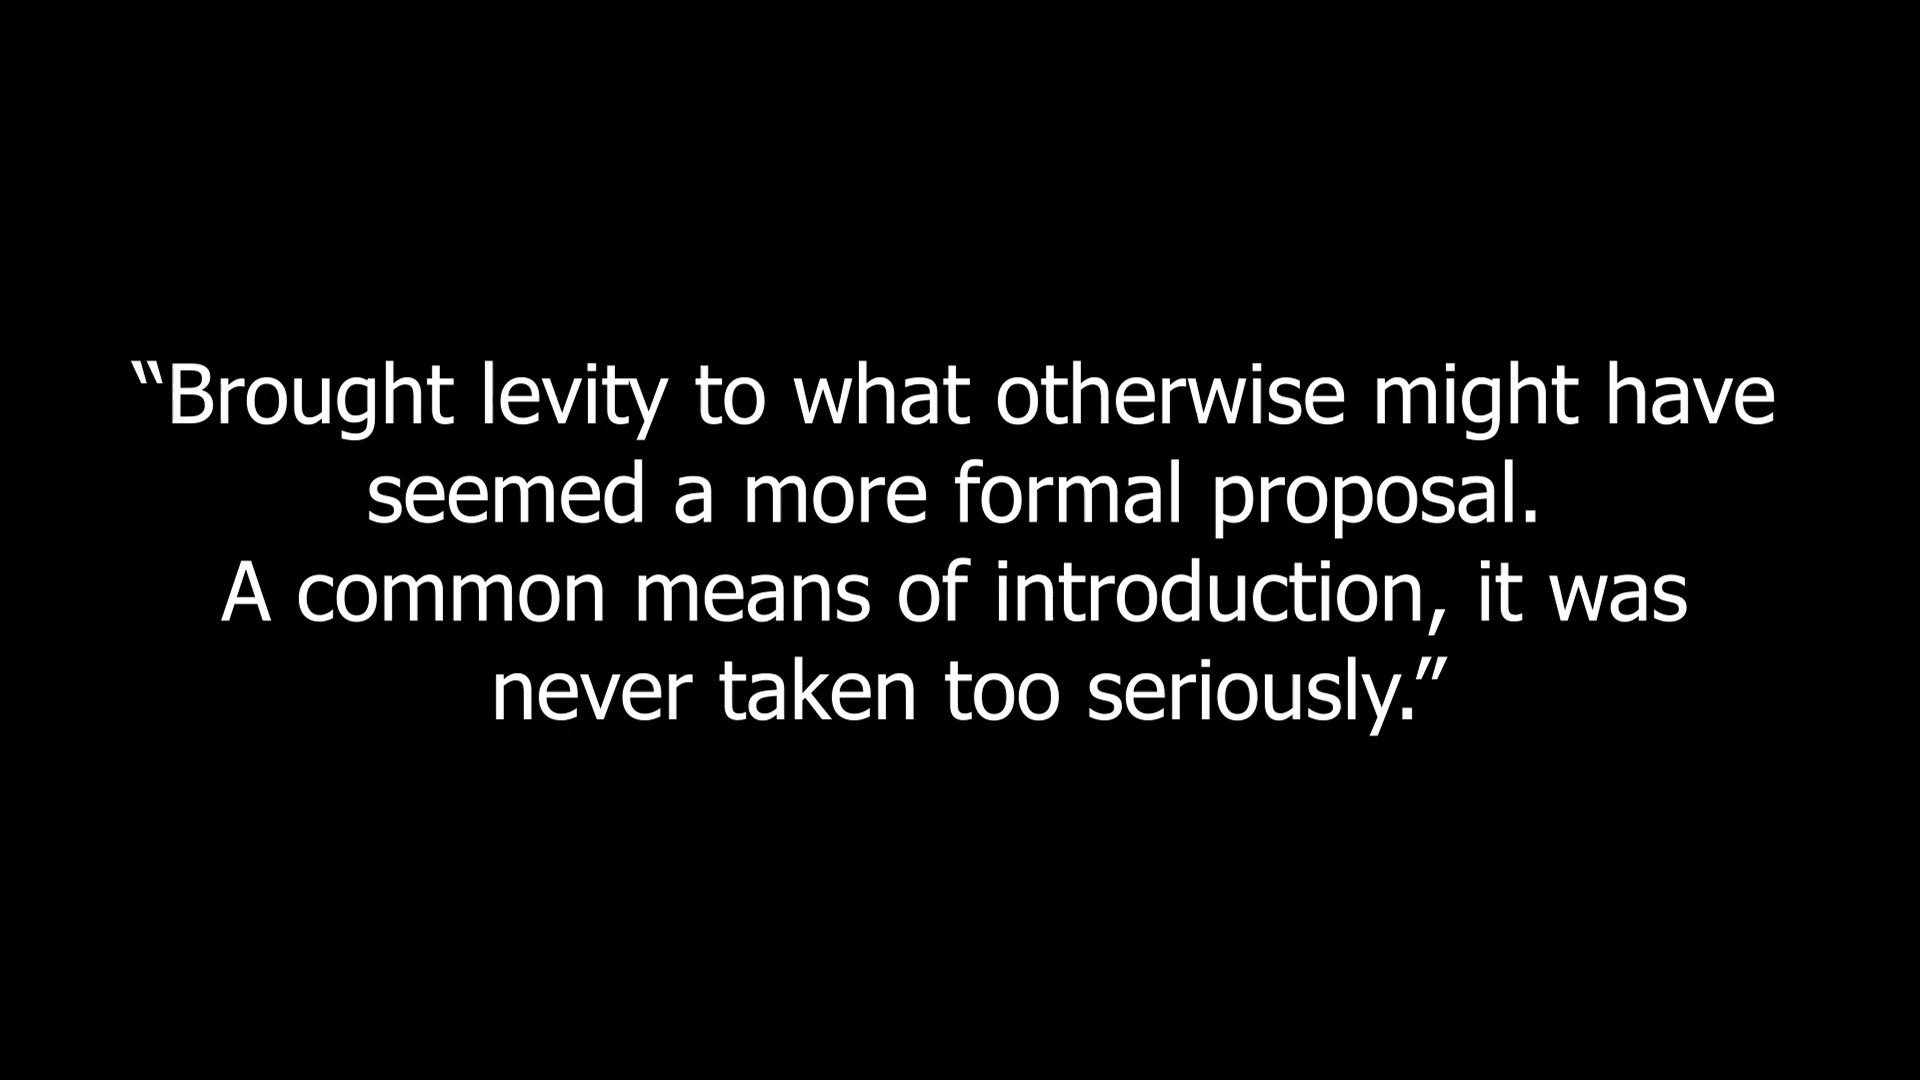 “Brought levity to what otherwise might have
seemed a more formal proposal.
A common means of introduction, it was
never taken too seriously.”